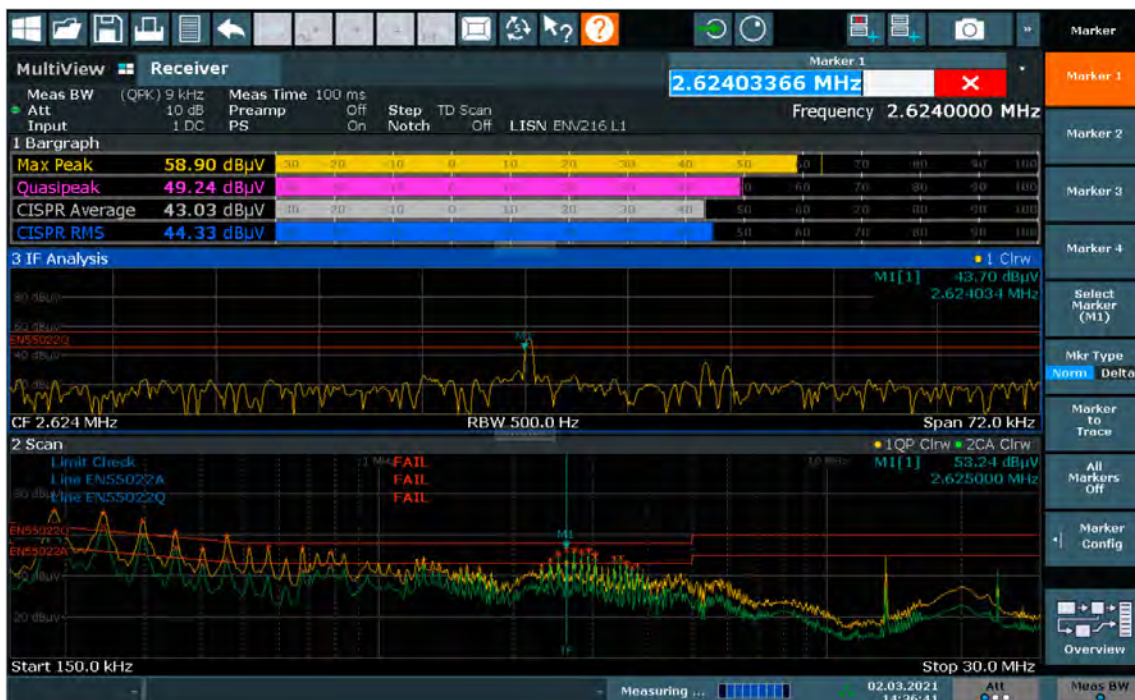 Marker
MultiView Receiver
Marker 1
2.62403366 MHz
Marker 1
Meas BW (QPK) 9 kHz Meas Time 100 ms
Att 10 dB Preamp Off Step TD Scan
Frequency 2.6240000 MHz
Input 1 DC PS On Notch Off LISN ENV216 L1
Marker 2
1 Bargraph
Max Peak 58.90 dBµV
Quasipeak 49.24 dBµV
CISPR Average 43.03 dBµV
CISPR RMS 44.33 dBµV
Marker 3
Marker 4
3 IF Analysis
1 Clrw
M1[1] 43.70 dBµV
2.624034 MHz
Select
Marker
(M1)
EN55022Q
M1
Mkr Type
Norm Delta
CF 2.624 MHz RBW 500.0 Hz Span 72.0 kHz
Marker
to
Trace
2 Scan
1QP Clrw 2CA Clrw
Limit Check FAIL
M1[1] 53.24 dBµV
Line EN55022A FAIL
2.625000 MHz
Line EN55022Q FAIL
All
Markers
Off
EN55022Q
EN55022A
M1
Marker
Config
40 dBµV
20 dBµV
TF
Overview
Start 150.0 kHz Stop 30.0 MHz
Measuring ...
02.03.2021
14:36:41
Att
Meas BW